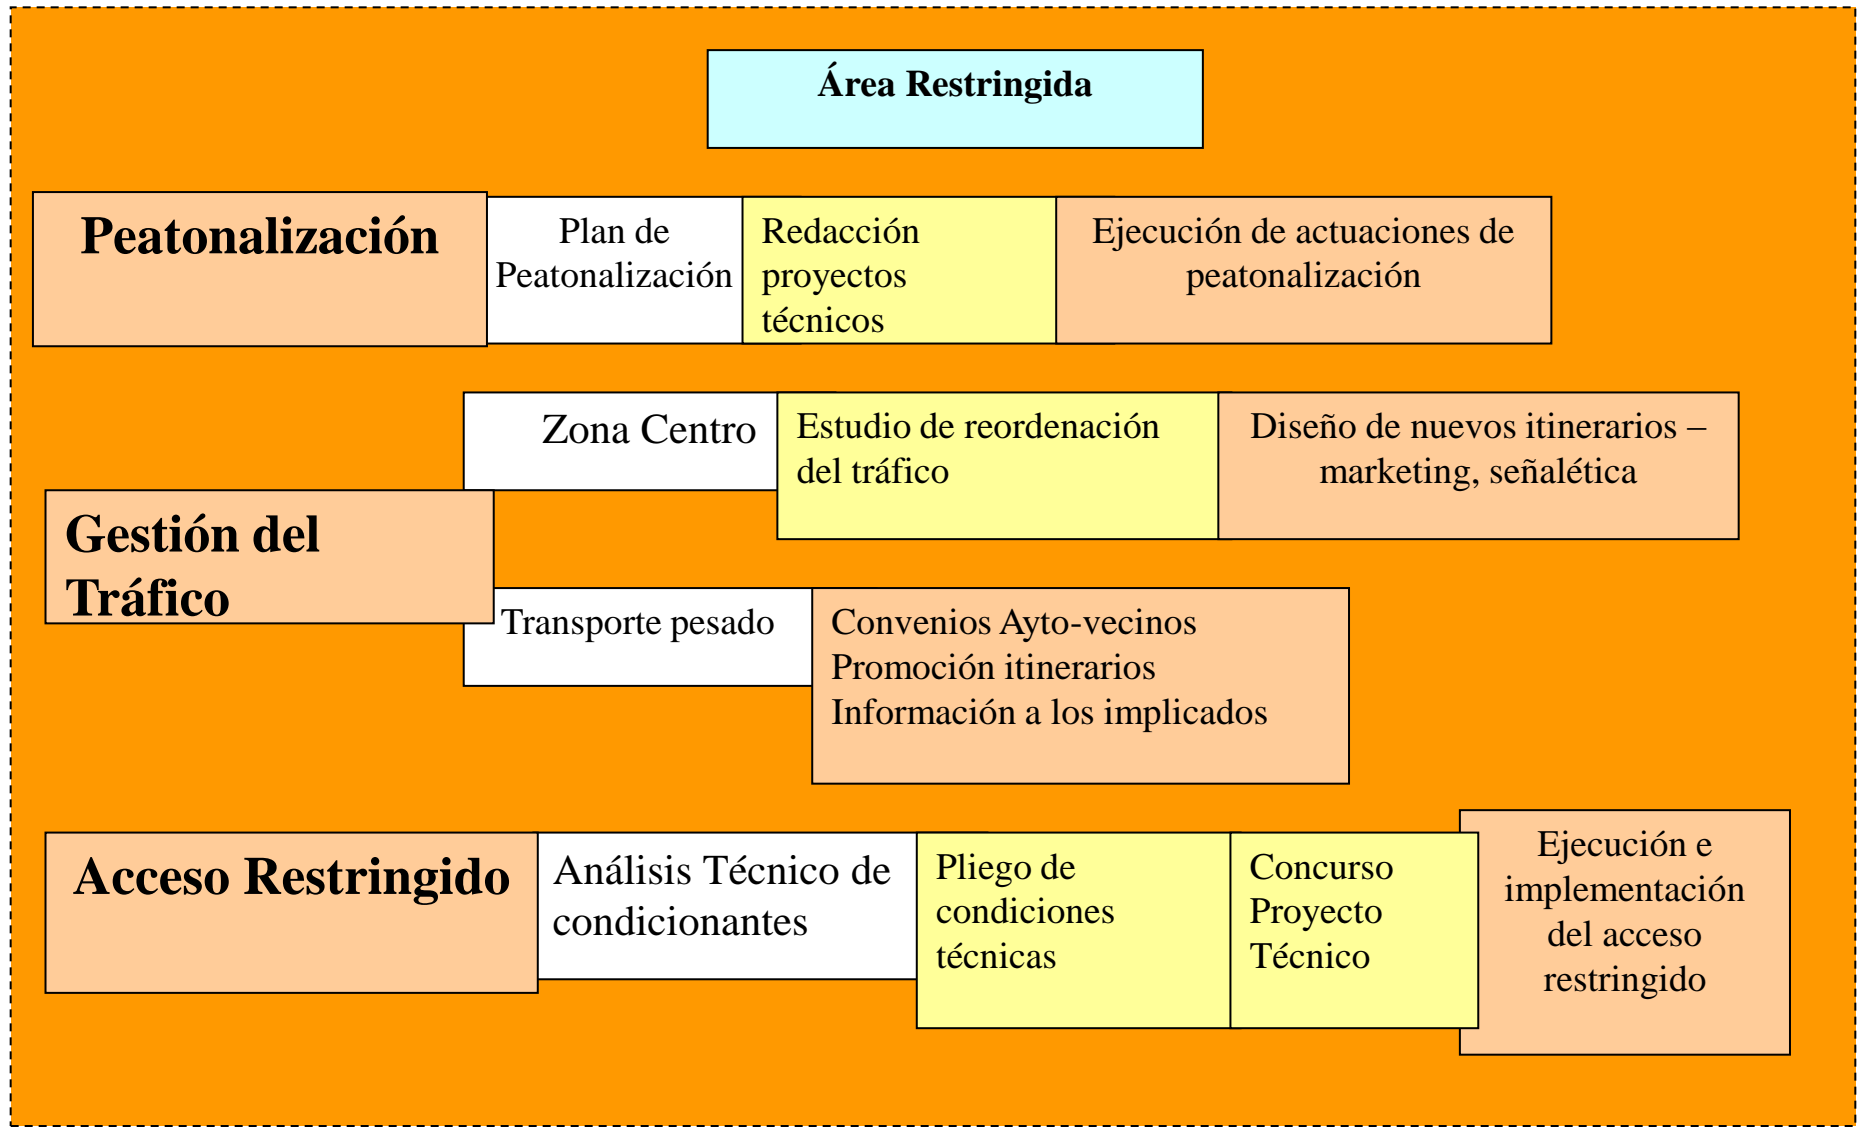 Área Restringida
Peatonalización
Plan de
Peatonalización
Redacción
proyectos
técnicos
Ejecución de actuaciones de
peatonalización
Zona Centro
Estudio de reordenación
del tráfico
Diseño de nuevos itinerarios –
marketing, señalética
Gestión del
Tráfico
Transporte pesado
Convenios Ayto-vecinos
Promoción itinerarios
Información a los implicados
Acceso Restringido
Análisis Técnico de
condicionantes
Pliego de
condiciones
técnicas
Concurso
Proyecto
Técnico
Ejecución e
implementación
del acceso
restringido